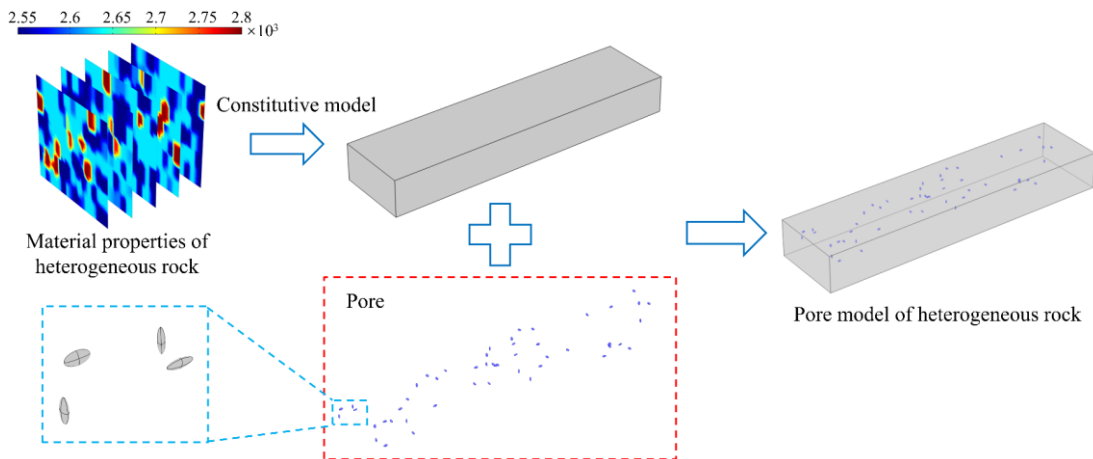 2.55 2.6 2.65 2.7 2.75 2.8
×10³
Constitutive model
Material properties of
heterogeneous rock
Pore
Pore model of heterogeneous rock